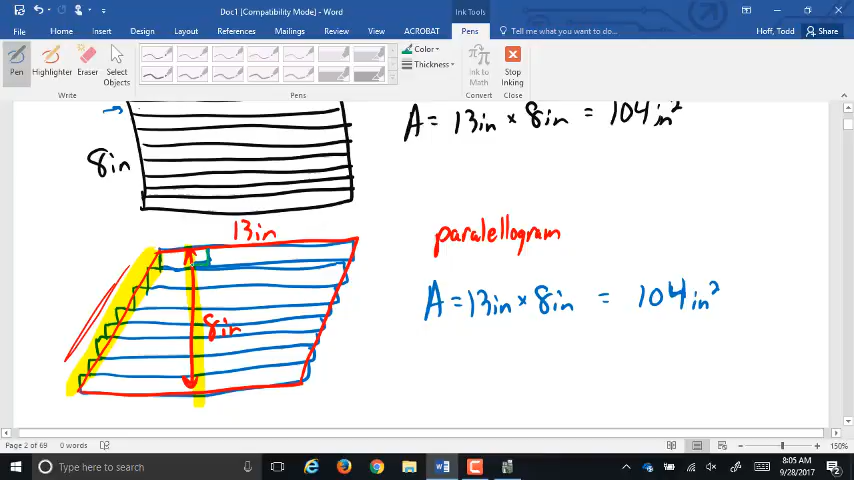 Doc1 [Compatibility Mode] - Word
Ink Tools
Hoff, Todd
Share
File Home Insert Design Layout References Mailings Review View ACROBAT Pens Tell me what you want to do...
Pen
Highlighter
Eraser
Select Objects
Color
Thickness
Ink to Math
Stop Inking
Write
Pens
Convert
Close
A = 13in × 8in = 104in²
8in
13in
paralellogram
8in
A = 13in × 8in = 104in²
Page 2 of 69 0 words
150%
Type here to search
8:05 AM
9/28/2017
2